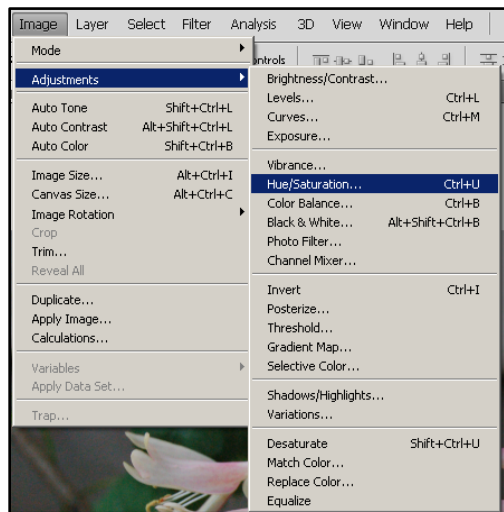 Image Layer Select Filter Analysis 3D View Window Help
Mode
Adjustments
Auto Tone Shift+Ctrl+L
Auto Contrast Alt+Shift+Ctrl+L
Auto Color Shift+Ctrl+B
Image Size... Alt+Ctrl+I
Canvas Size... Alt+Ctrl+C
Image Rotation
Crop
Trim...
Reveal All
Duplicate...
Apply Image...
Calculations...
Variables
Apply Data Set...
Trap...
Brightness/Contrast...
Levels... Ctrl+L
Curves... Ctrl+M
Exposure...
Vibrance...
Hue/Saturation... Ctrl+U
Color Balance... Ctrl+B
Black & White... Alt+Shift+Ctrl+B
Photo Filter...
Channel Mixer...
Invert Ctrl+I
Posterize...
Threshold...
Gradient Map...
Selective Color...
Shadows/Highlights...
Variations...
Desaturate Shift+Ctrl+U
Match Color...
Replace Color...
Equalize